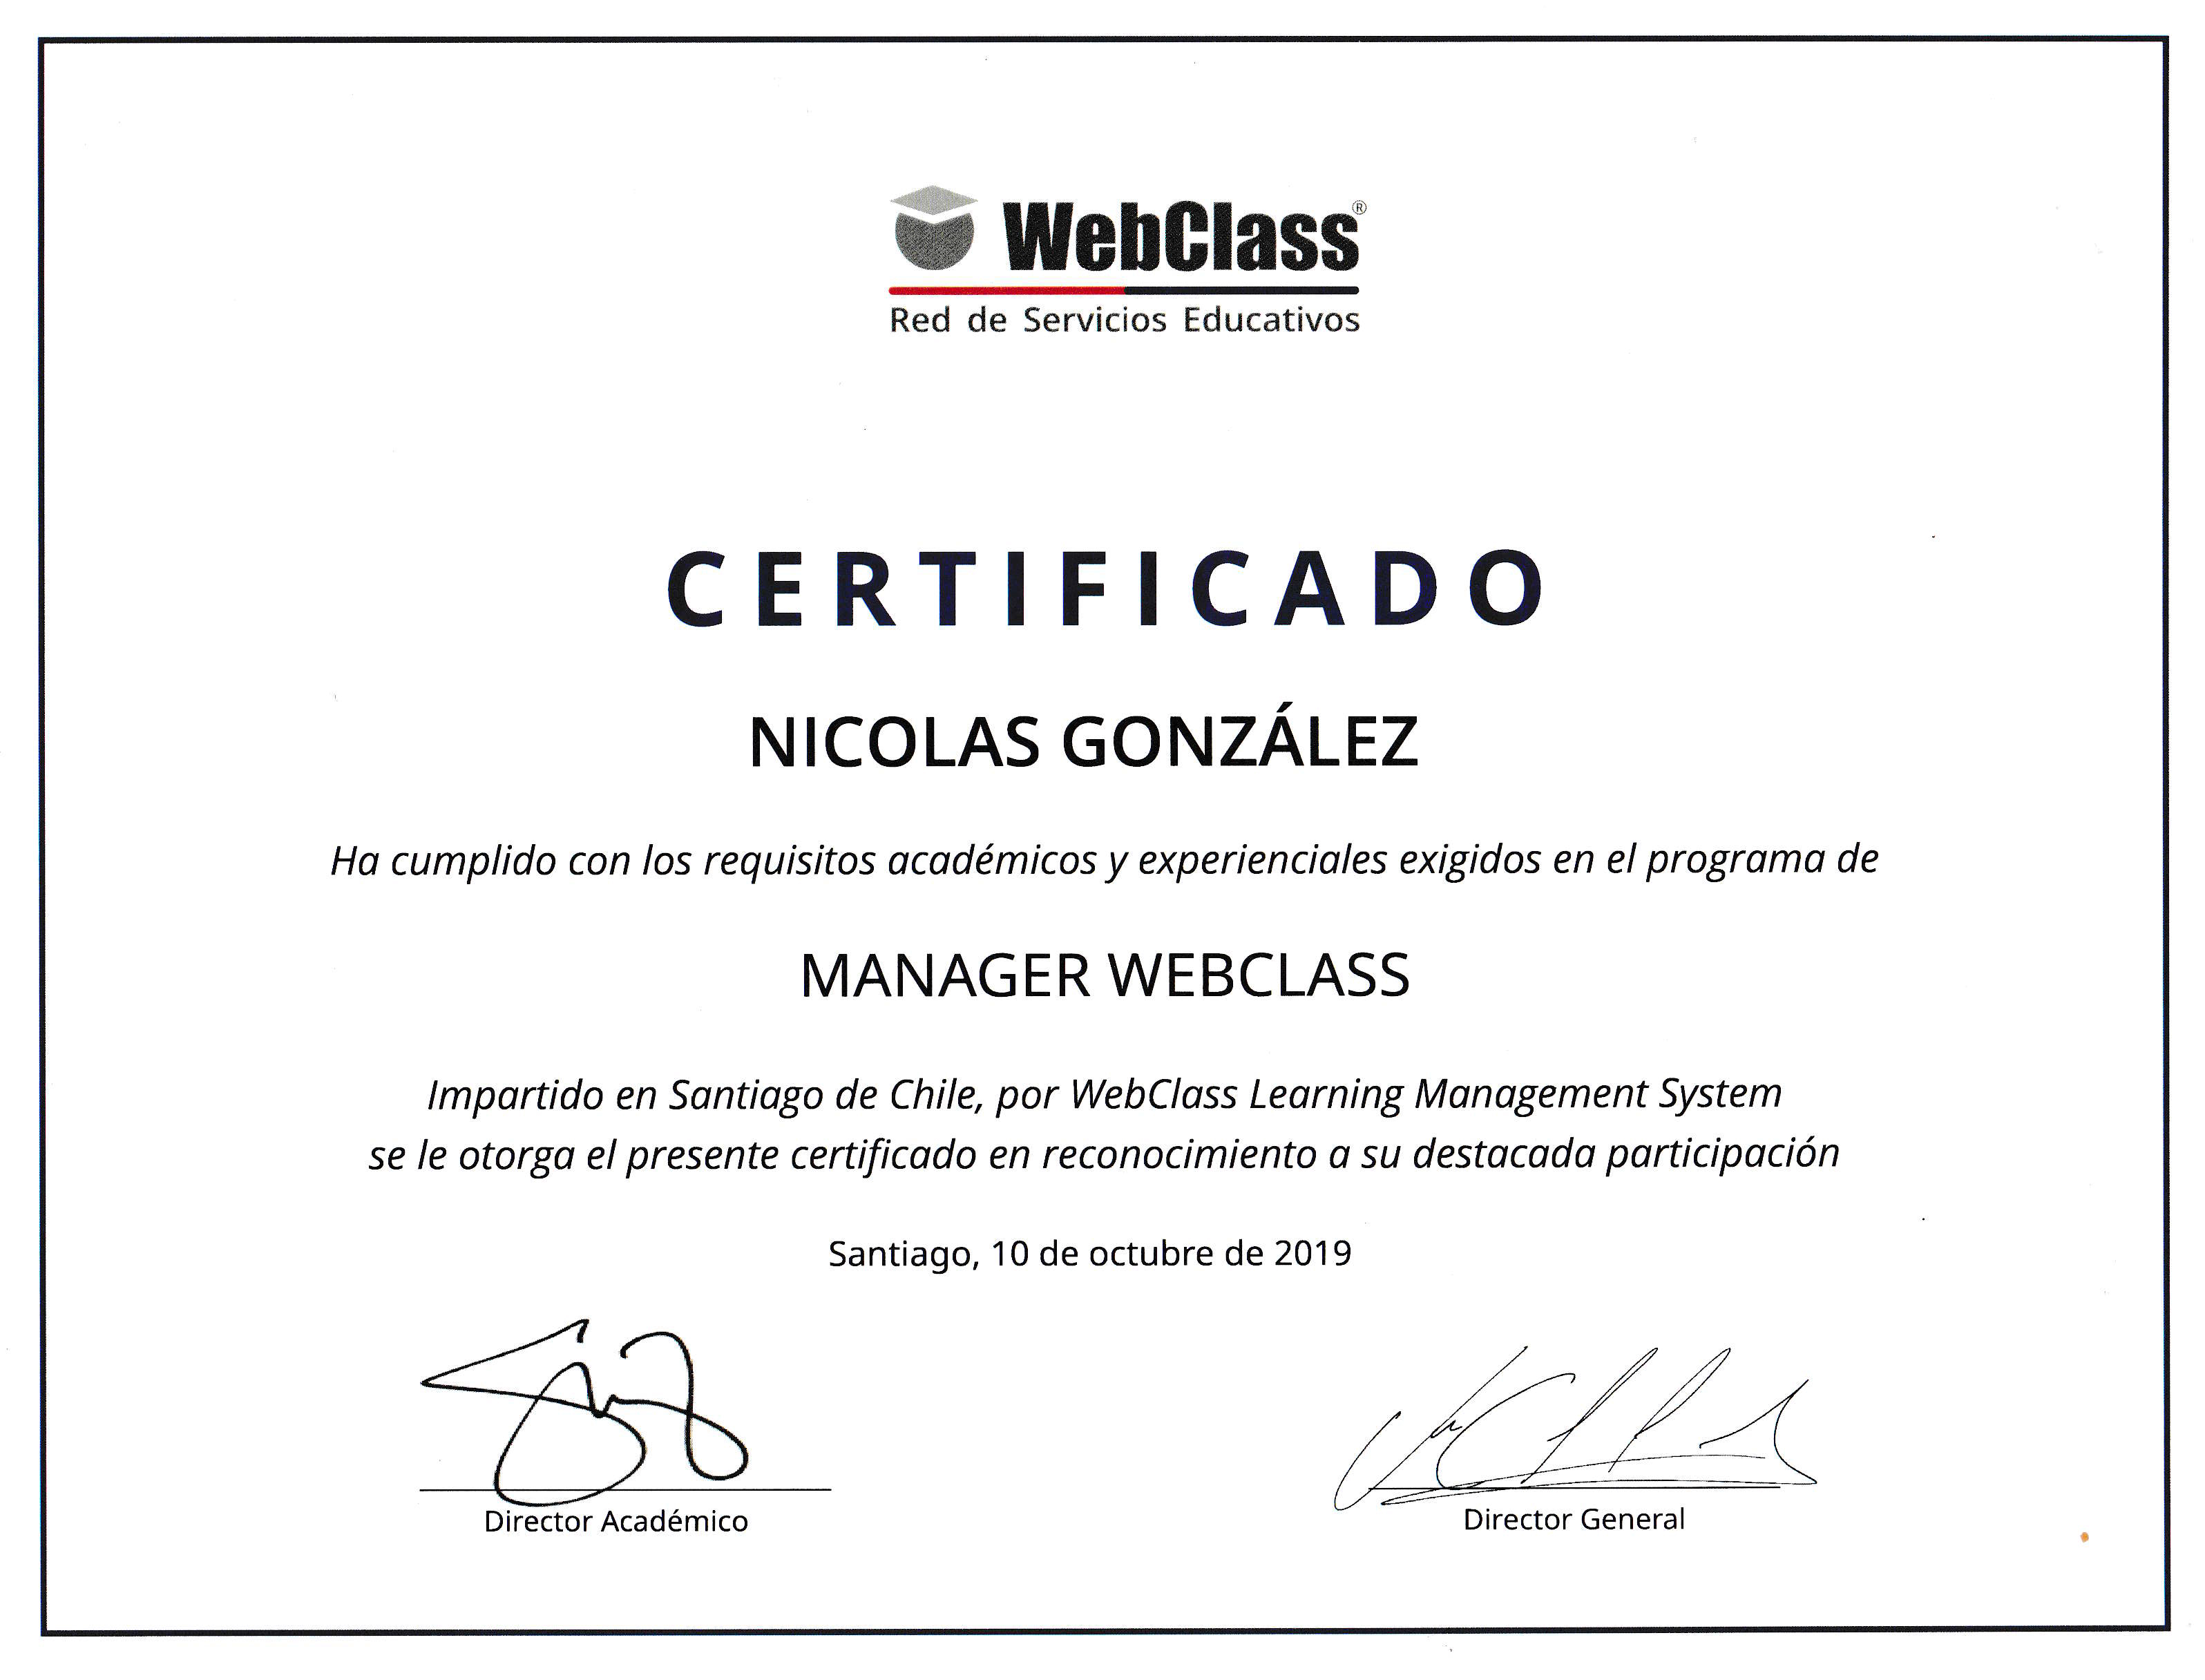 WebClass®
Red de Servicios Educativos
CERTIFICADO
NICOLAS GONZÁLEZ
Ha cumplido con los requisitos académicos y experienciales exigidos en el programa de
MANAGER WEBCLASS
Impartido en Santiago de Chile, por WebClass Learning Management System
se le otorga el presente certificado en reconocimiento a su destacada participación
Santiago, 10 de octubre de 2019
Director Académico
Director General